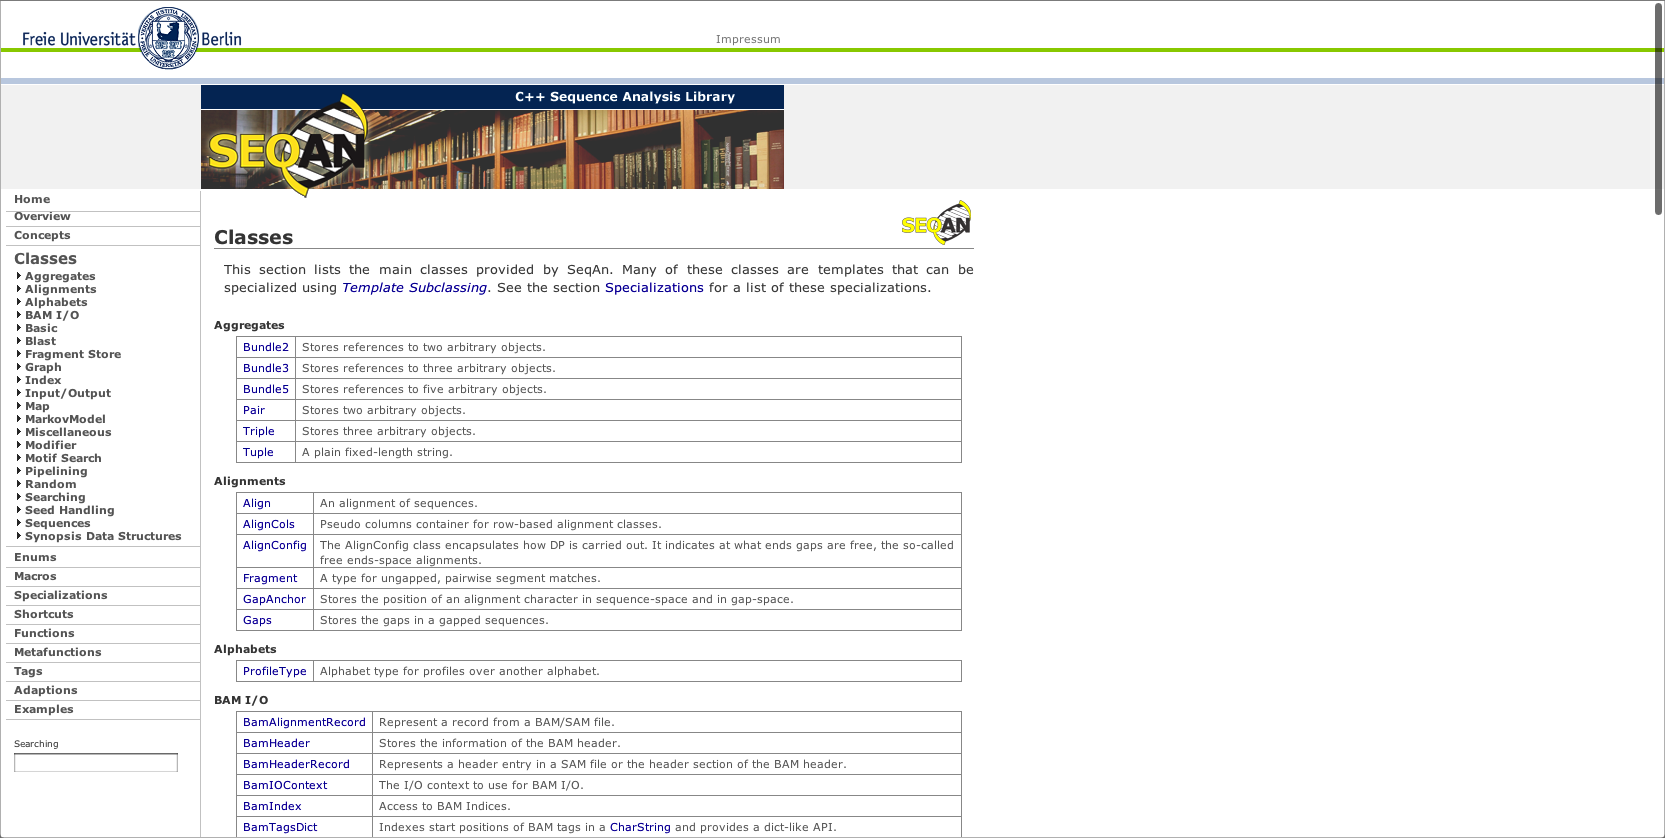 Freie Universität Berlin
Impressum
C++ Sequence Analysis Library
SEQAN
Home
Overview
Concepts
Classes
Aggregates
Alignments
Alphabets
BAM I/O
Basic
Blast
Fragment Store
Graph
Index
Input/Output
Map
MarkovModel
Miscellaneous
Modifier
Motif Search
Pipelining
Random
Searching
Seed Handling
Sequences
Synopsis Data Structures
Enums
Macros
Specializations
Shortcuts
Functions
Metafunctions
Tags
Adaptions
Examples
Searching
SEQAN
Classes
This section lists the main classes provided by SeqAn. Many of these classes are templates that can be
specialized using Template Subclassing. See the section Specializations for a list of these specializations.
Aggregates
Bundle2 Stores references to two arbitrary objects.
Bundle3 Stores references to three arbitrary objects.
Bundle5 Stores references to five arbitrary objects.
Pair Stores two arbitrary objects.
Triple Stores three arbitrary objects.
Tuple A plain fixed-length string.
Alignments
Align An alignment of sequences.
AlignCols Pseudo columns container for row-based alignment classes.
AlignConfig The AlignConfig class encapsulates how DP is carried out. It indicates at what ends gaps are free, the so-called
free ends-space alignments.
Fragment A type for ungapped, pairwise segment matches.
GapAnchor Stores the position of an alignment character in sequence-space and in gap-space.
Gaps Stores the gaps in a gapped sequences.
Alphabets
ProfileType Alphabet type for profiles over another alphabet.
BAM I/O
BamAlignmentRecord Represent a record from a BAM/SAM file.
BamHeader Stores the information of the BAM header.
BamHeaderRecord Represents a header entry in a SAM file or the header section of the BAM header.
BamIOContext The I/O context to use for BAM I/O.
BamIndex Access to BAM Indices.
BamTagsDict Indexes start positions of BAM tags in a CharString and provides a dict-like API.